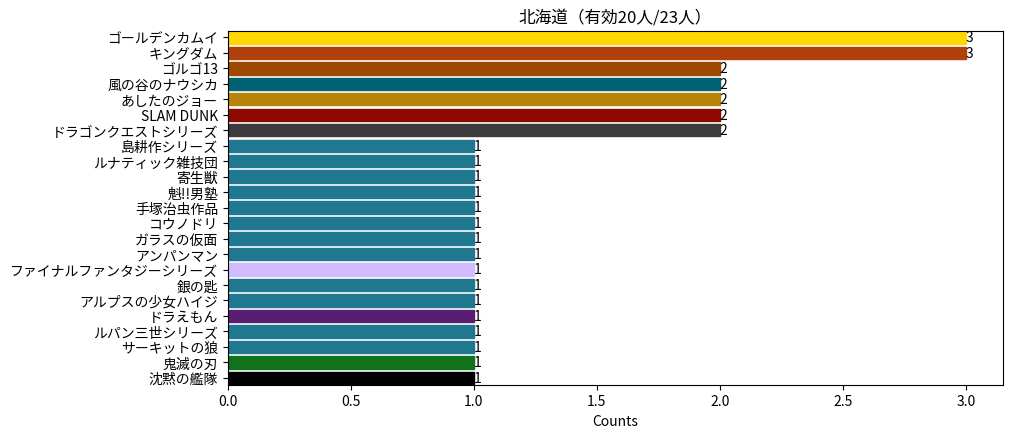 北海道（有効20人/23人）
ゴールデンカムイ 3
キングダム 3
ゴルゴ13 2
風の谷のナウシカ 2
あしたのジョー 2
SLAM DUNK 2
ドラゴンクエストシリーズ 2
島耕作シリーズ 1
ルナティック雑技団 1
寄生獣 1
魁!!男塾 1
手塚治虫作品 1
コウノドリ 1
ガラスの仮面 1
アンパンマン 1
ファイナルファンタジーシリーズ 1
銀の匙 1
アルプスの少女ハイジ 1
ドラえもん 1
ルパン三世シリーズ 1
サーキットの狼 1
鬼滅の刃 1
沈黙の艦隊 1
0.0 0.5 1.0 1.5 2.0 2.5 3.0
Counts